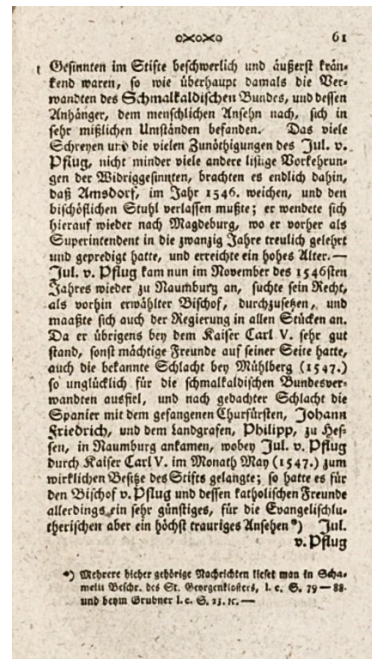 o×o×o 61
Gesinnten im Stifte beschwerlich und äußerst krän-
kend waren, so wie überhaupt damals die Ver-
wandten des Schmalkaldischen Bundes, und dessen
Anhänger, dem menschlichen Ansehn nach, sich in
sehr mißlichen Umständen befanden. Das viele
Schreyen und die vielen Zunöthigungen des Jul. v.
Pflug, nicht minder viele andere listige Vorkehrun-
gen der Widriggesinnten, brachten es endlich dahin,
daß Amsdorf, im Jahr 1546. weichen, und den
bischöflichen Stuhl verlassen mußte; er wendete sich
hierauf wieder nach Magdeburg, wo er vorher als
Superintendent in die zwanzig Jahre treulich gelehrt
und gepredigt hatte, und erreichte ein hohes Alter. —
Jul. v. Pflug kam nun im November des 1546sten
Jahres wieder zu Naumburg an, suchte sein Recht,
als vorhin erwählter Bischof, durchzusetzen, und
maaßte sich auch der Regierung in allen Stücken an.
Da er übrigens bey dem Kaiser Carl V. sehr gut
stand, sonst mächtige Freunde auf seiner Seite hatte,
auch die bekannte Schlacht bey Mühlberg (1547.)
so unglücklich für die schmalkaldischen Bundesver-
wandten ausfiel, und nach gedachter Schlacht die
Spanier mit dem gefangenen Churfürsten, Johann
Friedrich, und dem Landgrafen, Philipp, zu Hes-
sen, in Naumburg ankamen, wobey Jul. v. Pflug
durch Kaiser Carl V. im Monath May (1547.) zum
wirklichen Besitze des Stifts gelangte; so hatte es für
den Bischof v. Pflug und dessen katholischen Freunde
allerdings ein sehr günstiges, für die Evangelischlu-
therischen aber ein höchst trauriges Ansehen *) Jul.
v. Pflug
*) Mehrere hieher gehörige Nachrichten lieset man in Scha-
melii Beschr. des St. Georgenklosters, l. c. S. 79 — 88.
und beym Grubner l. c. S. 23. rc. —